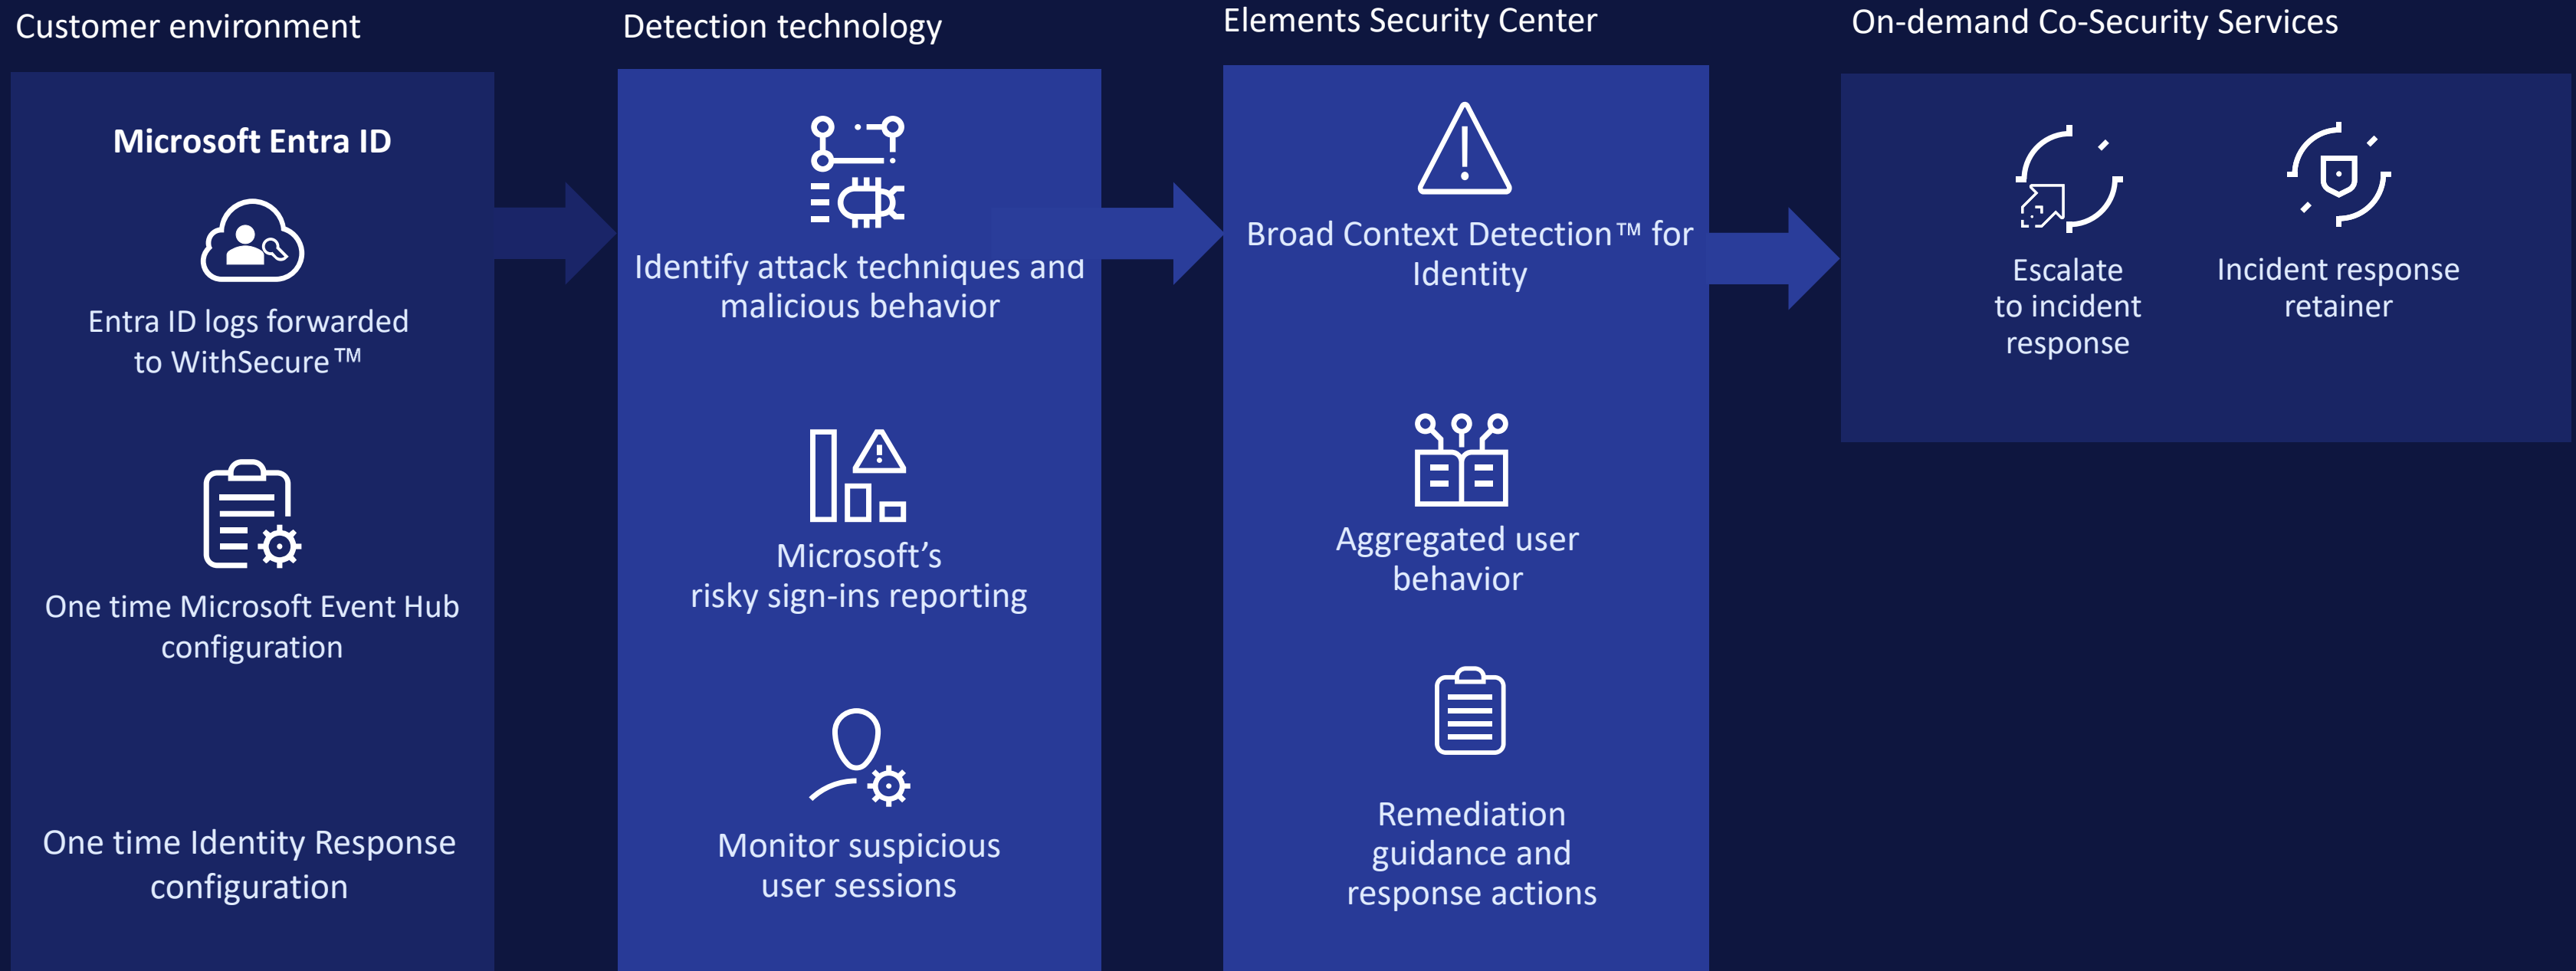 Customer environment
Microsoft Entra ID
Entra ID logs forwarded
to WithSecure™
One time Microsoft Event Hub
configuration
One time Identity Response
configuration
Detection technology
Identify attack techniques and
malicious behavior
Microsoft’s
risky sign-ins reporting
Monitor suspicious
user sessions
Elements Security Center
Broad Context Detection™ for
Identity
Aggregated user
behavior
Remediation
guidance and
response actions
On-demand Co-Security Services
Escalate
to incident
response
Incident response
retainer